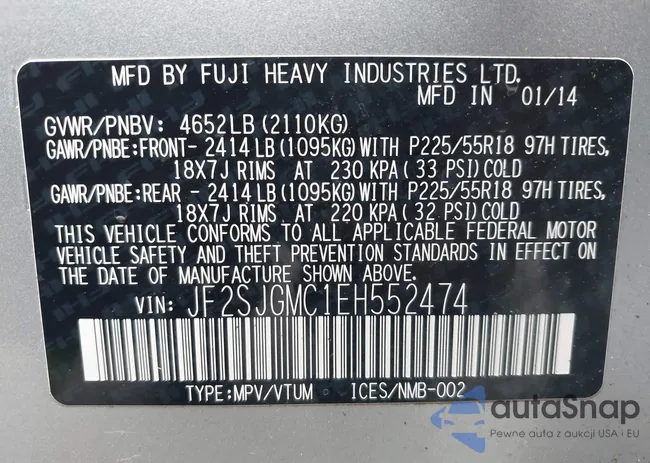 MFD BY FUJI HEAVY INDUSTRIES LTD.
MFD IN 01/14
GVWR/PNBV: 4652LB (2110KG)
GAWR/PNBE:FRONT- 2414LB (1095KG) WITH P225/55R18 97H TIRES,
18X7J RIMS AT 230 KPA ( 33 PSI) COLD
GAWR/PNBE:REAR - 2414LB (1095KG) WITH P225/55R18 97H TIRES,
18X7J RIMS AT 220 KPA ( 32 PSI) COLD
THIS VEHICLE CONFORMS TO ALL APPLICABLE FEDERAL MOTOR
VEHICLE SAFETY AND THEFT PREVENTION STANDARDS IN EFFECT ON
THE DATE OF MANUFACTURE SHOWN ABOVE.
VIN: JF2SJGMC1EH552474
TYPE:MPV/VTUM ICES/NMB-002
autoSnap
Pewne auta z aukcji USA i EU